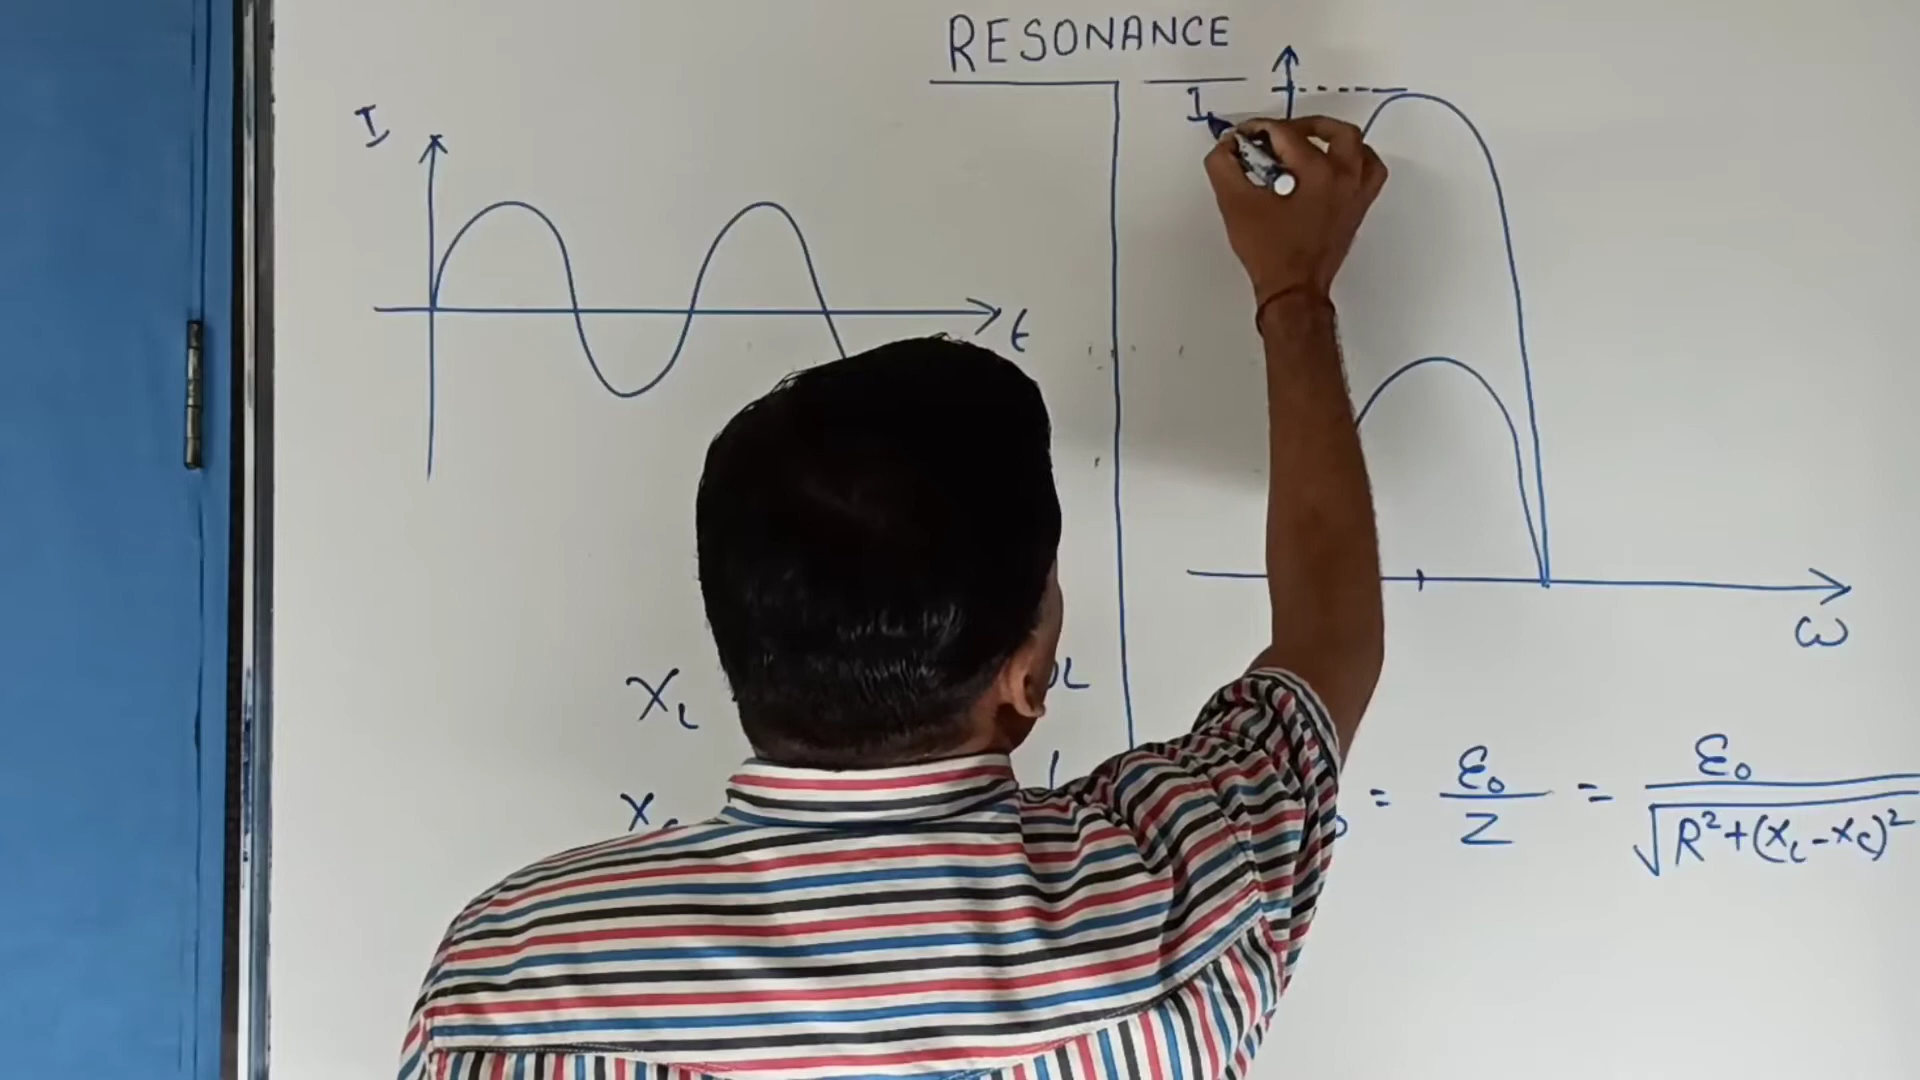 RESONANCE
I
I
t
ω
X_L
L
X
= ε₀/Z = ε₀/√R²+(X_L-X_C)²